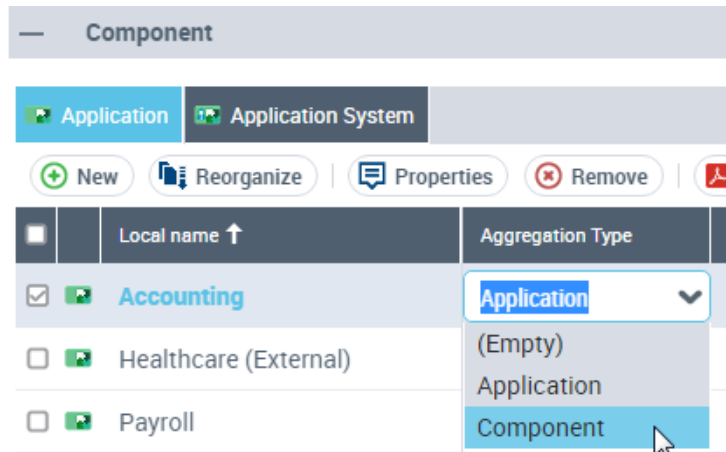 Component
Application Application System
New Reorganize Properties Remove
Local name ↑ Aggregation Type
Accounting Application
(Empty)
Healthcare (External)
Application
Payroll Component